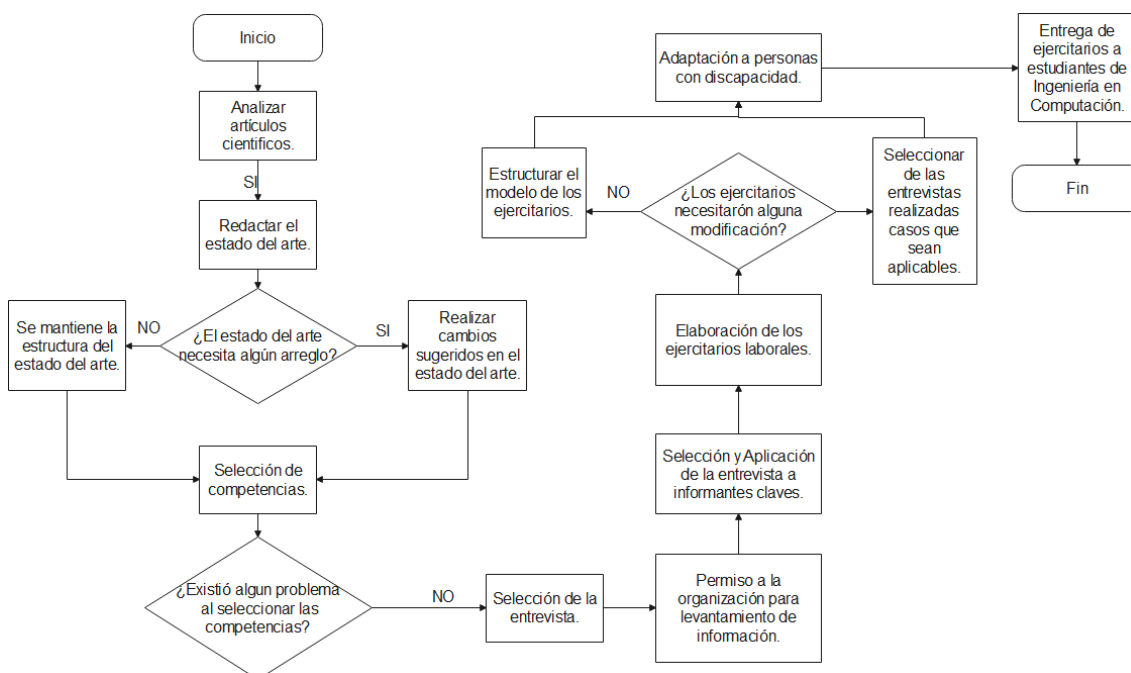 Inicio
Analizar
artículos
cientificos.
SI
Redactar el
estado del arte.
¿El estado del arte
necesita algún arreglo?
NO
Se mantiene la
estructura del
estado del arte.
SI
Realizar
cambios
sugeridos en el
estado del arte.
Selección de
competencias.
¿Existió algun problema
al seleccionar las
competencias?
NO
Selección de la
entrevista.
Permiso a la
organización para
levantamiento de
información.
Selección y Aplicación
de la entrevista a
informantes claves.
Elaboración de los
ejercitarios laborales.
¿Los ejercitarios
necesitarón alguna
modificación?
NO
Estructurar el
modelo de los
ejercitarios.
Seleccionar
de las
entrevistas
realizadas
casos que
sean
aplicables.
Adaptación a personas
con discapacidad.
Entrega de
ejercitarios a
estudiantes de
Ingeniería en
Computación.
Fin